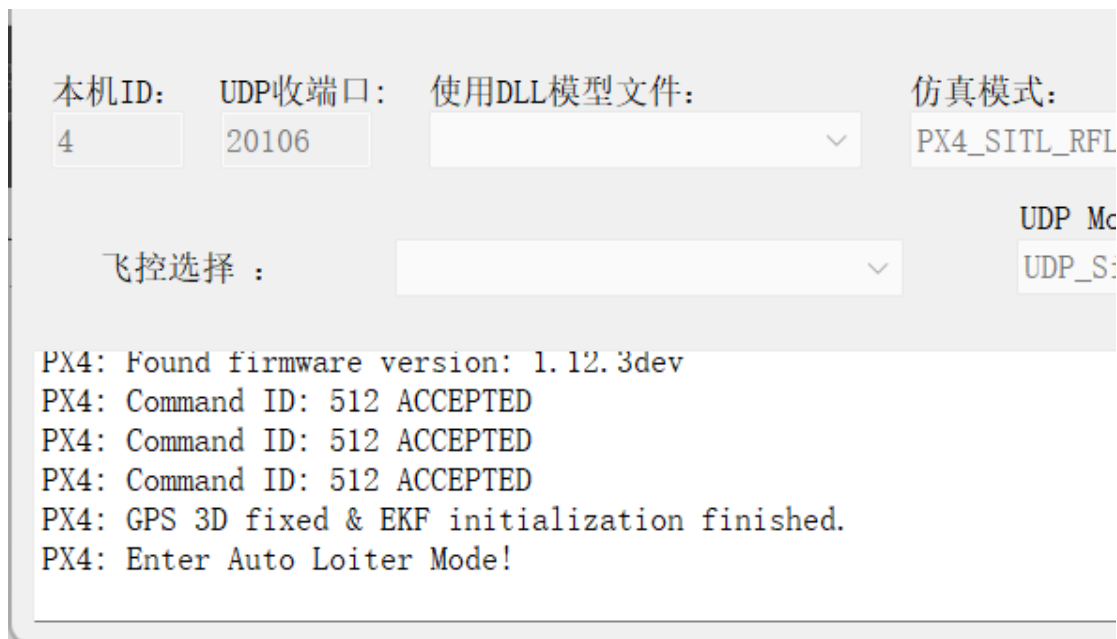 本机ID: UDP收端口: 使用DLL模型文件: 仿真模式:
4 20106 PX4_SITL_RFL
UDP Mo
飞控选择 : UDP_Si
PX4: Found firmware version: 1.12.3dev
PX4: Command ID: 512 ACCEPTED
PX4: Command ID: 512 ACCEPTED
PX4: Command ID: 512 ACCEPTED
PX4: GPS 3D fixed & EKF initialization finished.
PX4: Enter Auto Loiter Mode!